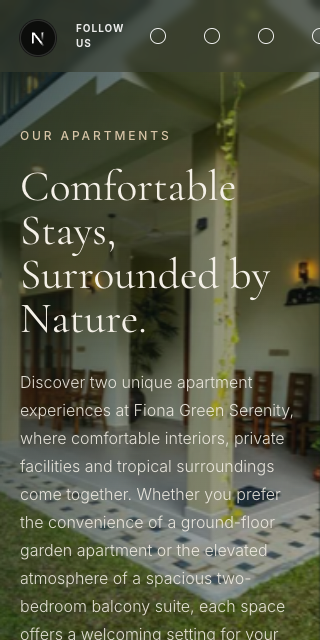 N
FOLLOW
US
OUR APARTMENTS
Comfortable
Stays,
Surrounded by
Nature.
Discover two unique apartment
experiences at Fiona Green Serenity,
where comfortable interiors, private
facilities and tropical surroundings
come together. Whether you prefer
the convenience of a ground-floor
garden apartment or the elevated
atmosphere of a spacious two-
bedroom balcony suite, each space
offers a welcoming setting for your